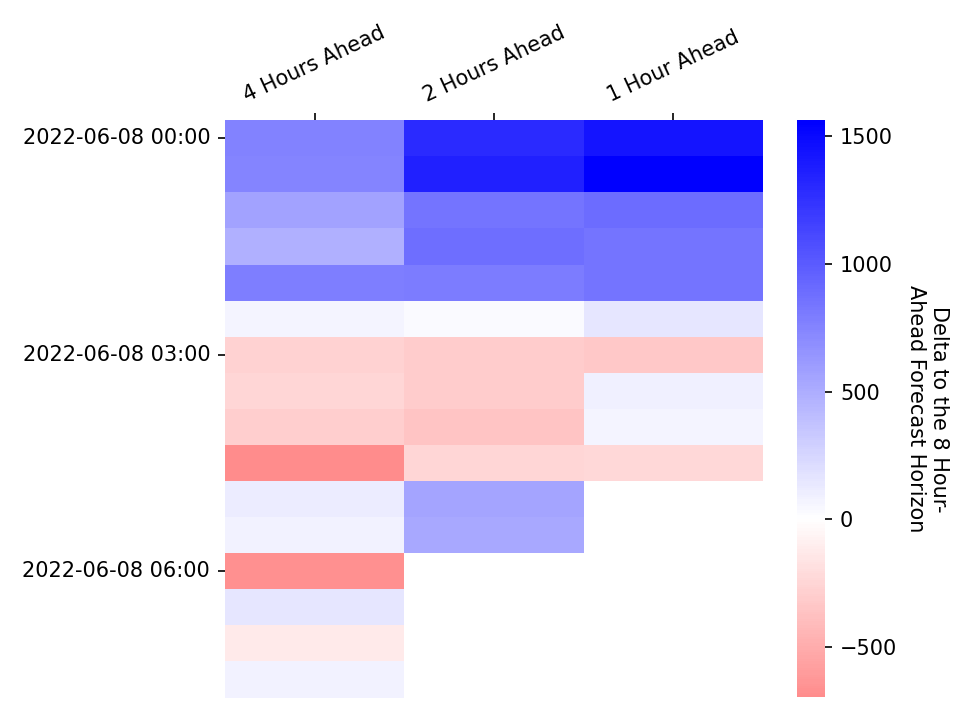 4 Hours Ahead
2 Hours Ahead
1 Hour Ahead
2022-06-08 00:00
2022-06-08 03:00
2022-06-08 06:00
1500
1000
500
0
−500
Delta to the 8 Hour-
Ahead Forecast Horizon